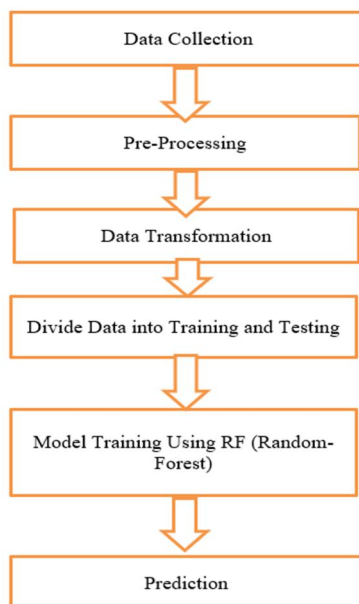 Data Collection
Pre-Processing
Data Transformation
Divide Data into Training and Testing
Model Training Using RF (Random-
Forest)
Prediction